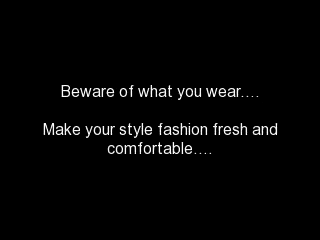 Beware of what you wear....
Make your style fashion fresh and
comfortable....